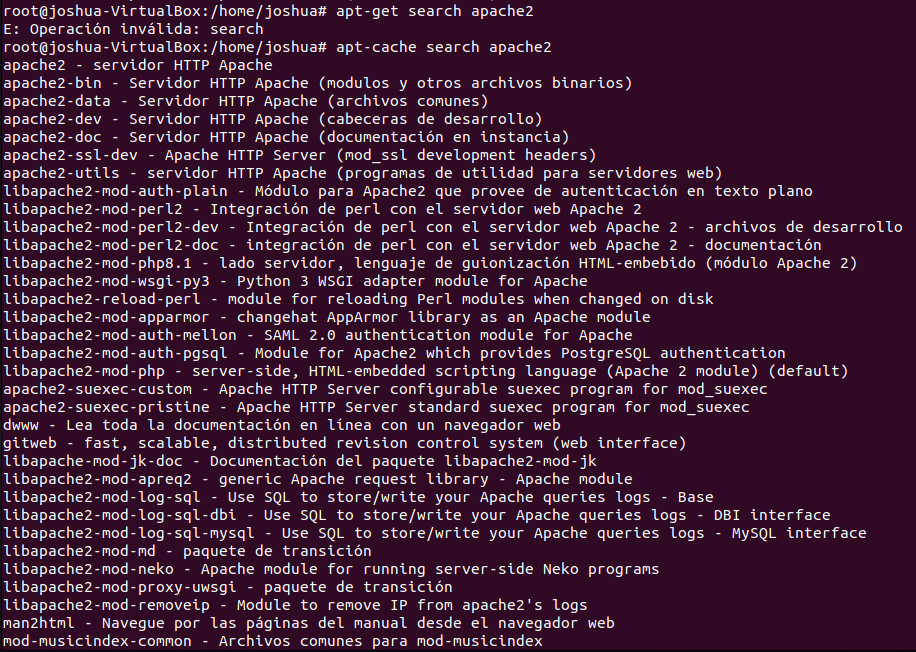 root@joshua-VirtualBox:/home/joshua# apt-get search apache2
E: Operación inválida: search
root@joshua-VirtualBox:/home/joshua# apt-cache search apache2
apache2 - servidor HTTP Apache
apache2-bin - Servidor HTTP Apache (modulos y otros archivos binarios)
apache2-data - Servidor HTTP Apache (archivos comunes)
apache2-dev - Servidor HTTP Apache (cabeceras de desarrollo)
apache2-doc - Servidor HTTP Apache (documentación en instancia)
apache2-ssl-dev - Apache HTTP Server (mod_ssl development headers)
apache2-utils - servidor HTTP Apache (programas de utilidad para servidores web)
libapache2-mod-auth-plain - Módulo para Apache2 que provee de autenticación en texto plano
libapache2-mod-perl2 - Integración de perl con el servidor web Apache 2
libapache2-mod-perl2-dev - Integración de perl con el servidor web Apache 2 - archivos de desarrollo
libapache2-mod-perl2-doc - integración de perl con el servidor web Apache 2 - documentación
libapache2-mod-php8.1 - lado servidor, lenguaje de guionización HTML-embebido (módulo Apache 2)
libapache2-mod-wsgi-py3 - Python 3 WSGI adapter module for Apache
libapache2-reload-perl - module for reloading Perl modules when changed on disk
libapache2-mod-apparmor - changehat AppArmor library as an Apache module
libapache2-mod-auth-mellon - SAML 2.0 authentication module for Apache
libapache2-mod-auth-pgsql - Module for Apache2 which provides PostgreSQL authentication
libapache2-mod-php - server-side, HTML-embedded scripting language (Apache 2 module) (default)
apache2-suexec-custom - Apache HTTP Server configurable suexec program for mod_suexec
apache2-suexec-pristine - Apache HTTP Server standard suexec program for mod_suexec
dwww - Lea toda la documentación en línea con un navegador web
gitweb - fast, scalable, distributed revision control system (web interface)
libapache-mod-jk-doc - Documentación del paquete libapache2-mod-jk
libapache2-mod-apreq2 - generic Apache request library - Apache module
libapache2-mod-log-sql - Use SQL to store/write your Apache queries logs - Base
libapache2-mod-log-sql-dbi - Use SQL to store/write your Apache queries logs - DBI interface
libapache2-mod-log-sql-mysql - Use SQL to store/write your Apache queries logs - MySQL interface
libapache2-mod-md - paquete de transición
libapache2-mod-neko - Apache module for running server-side Neko programs
libapache2-mod-proxy-uwsgi - paquete de transición
libapache2-mod-removeip - Module to remove IP from apache2's logs
man2html - Navegue por las páginas del manual desde el navegador web
mod-musicindex-common - Archivos comunes para mod-musicindex